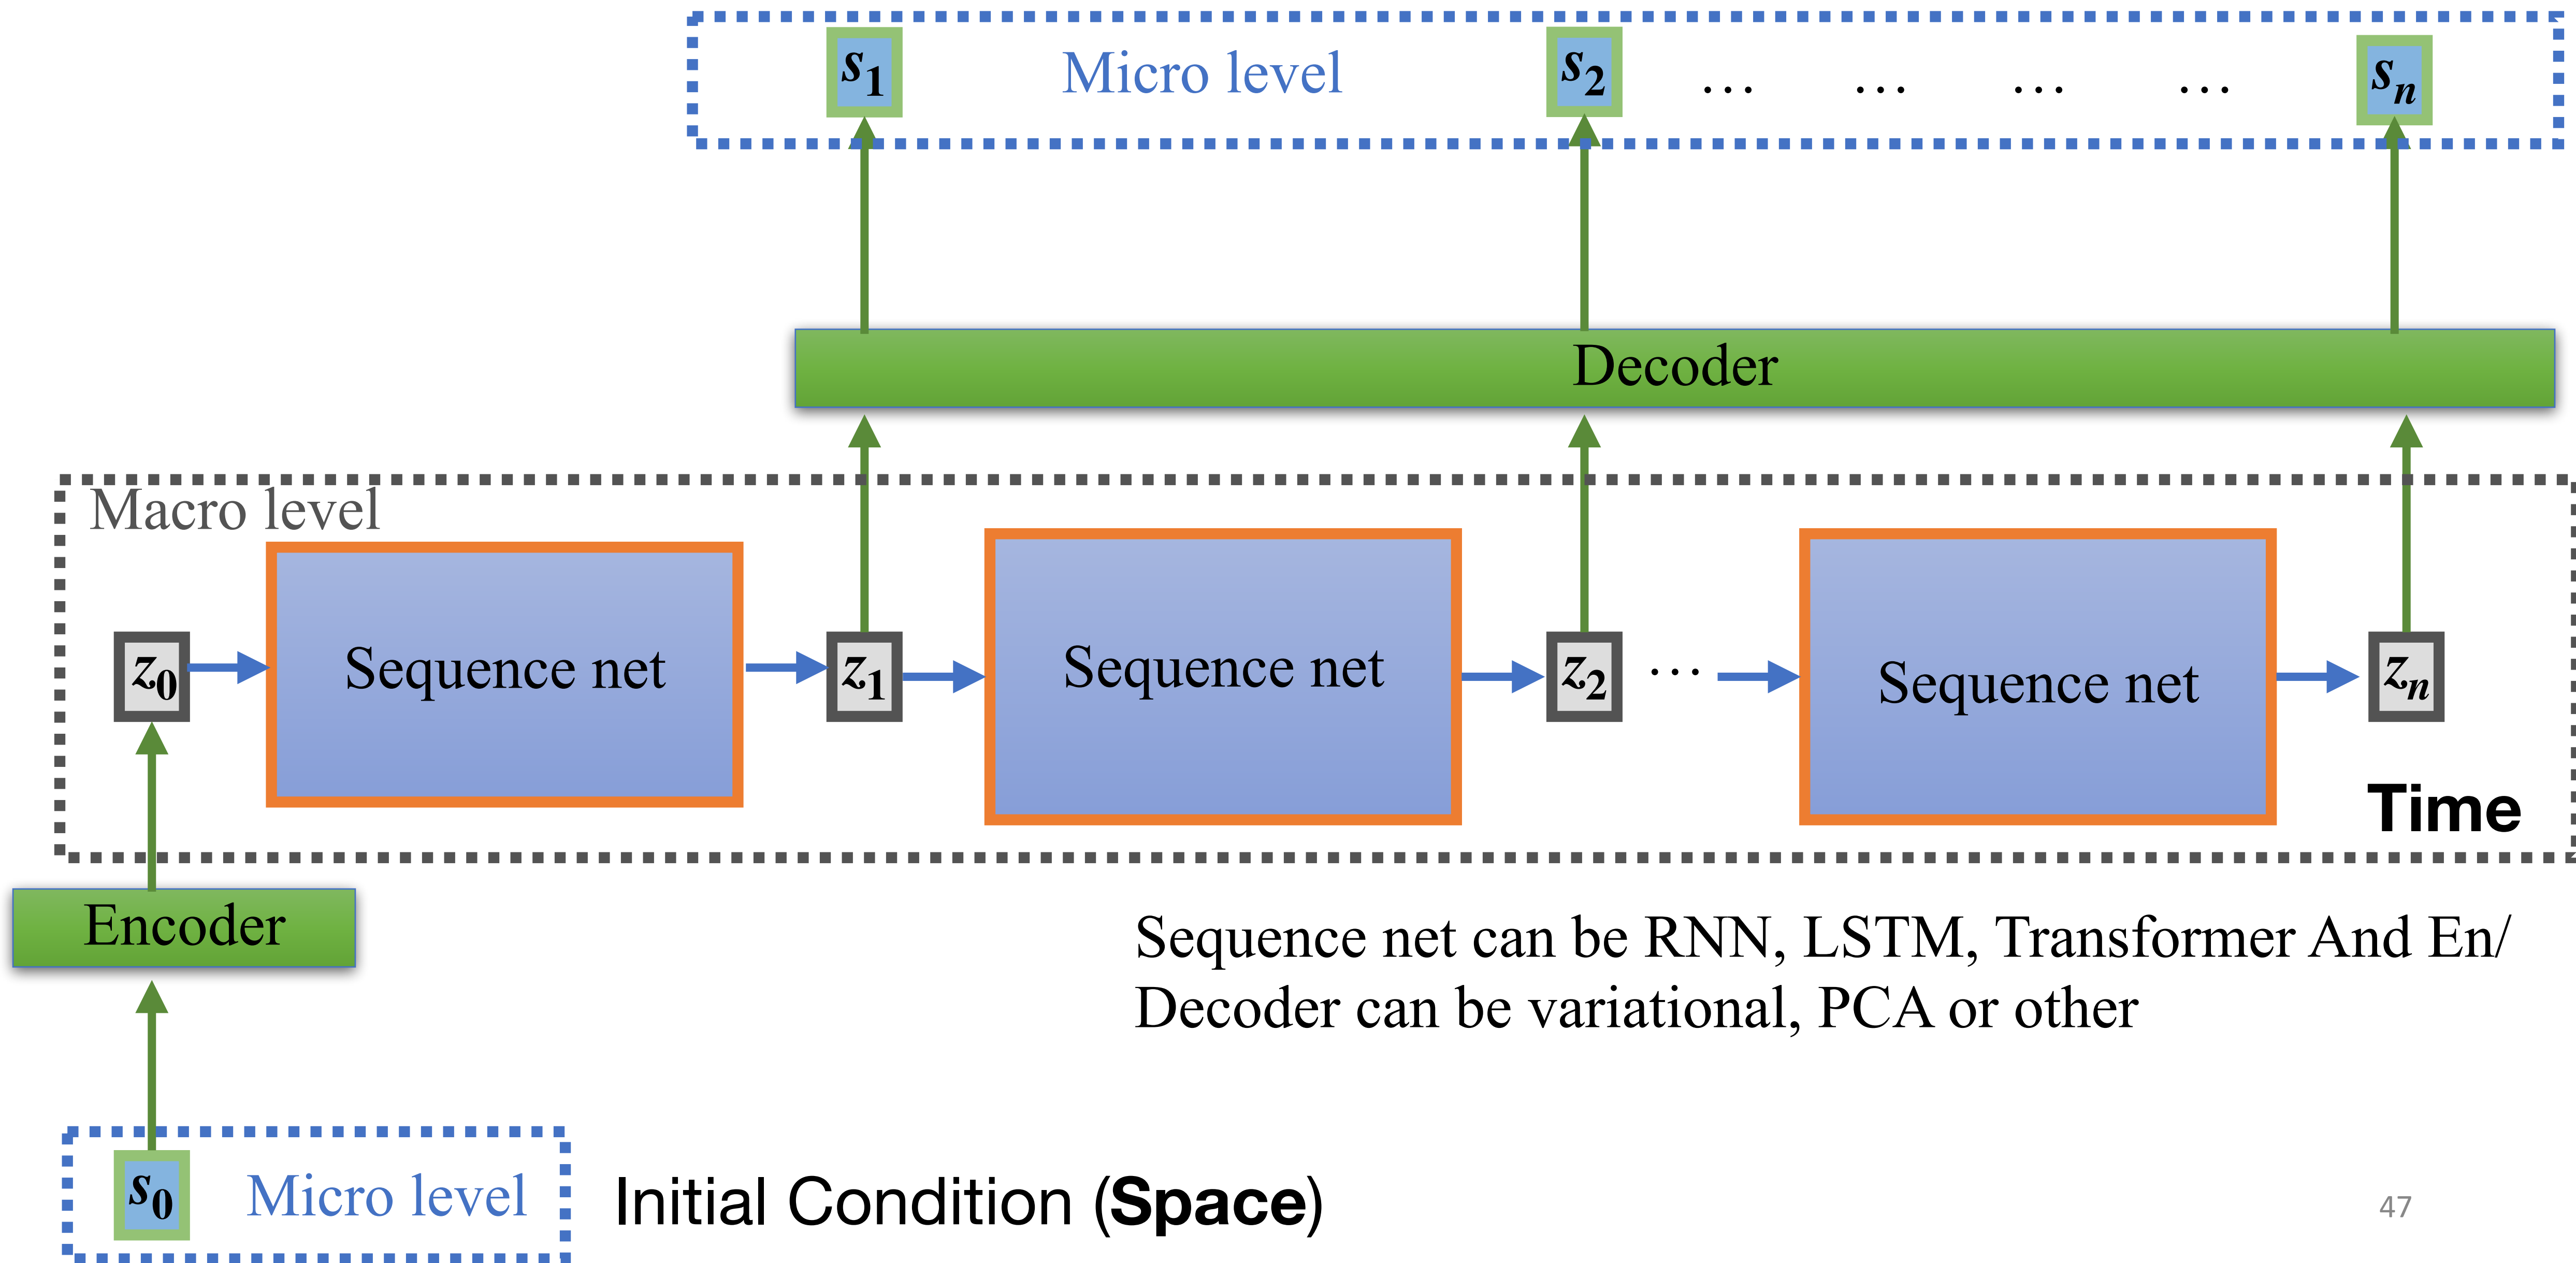 s1 Micro level s2 … … … … sn
Decoder
Macro level
z0 Sequence net z1 Sequence net z2 … Sequence net zn
Time
Encoder
Sequence net can be RNN, LSTM, Transformer And En/
Decoder can be variational, PCA or other
s0 Micro level Initial Condition (Space)
47